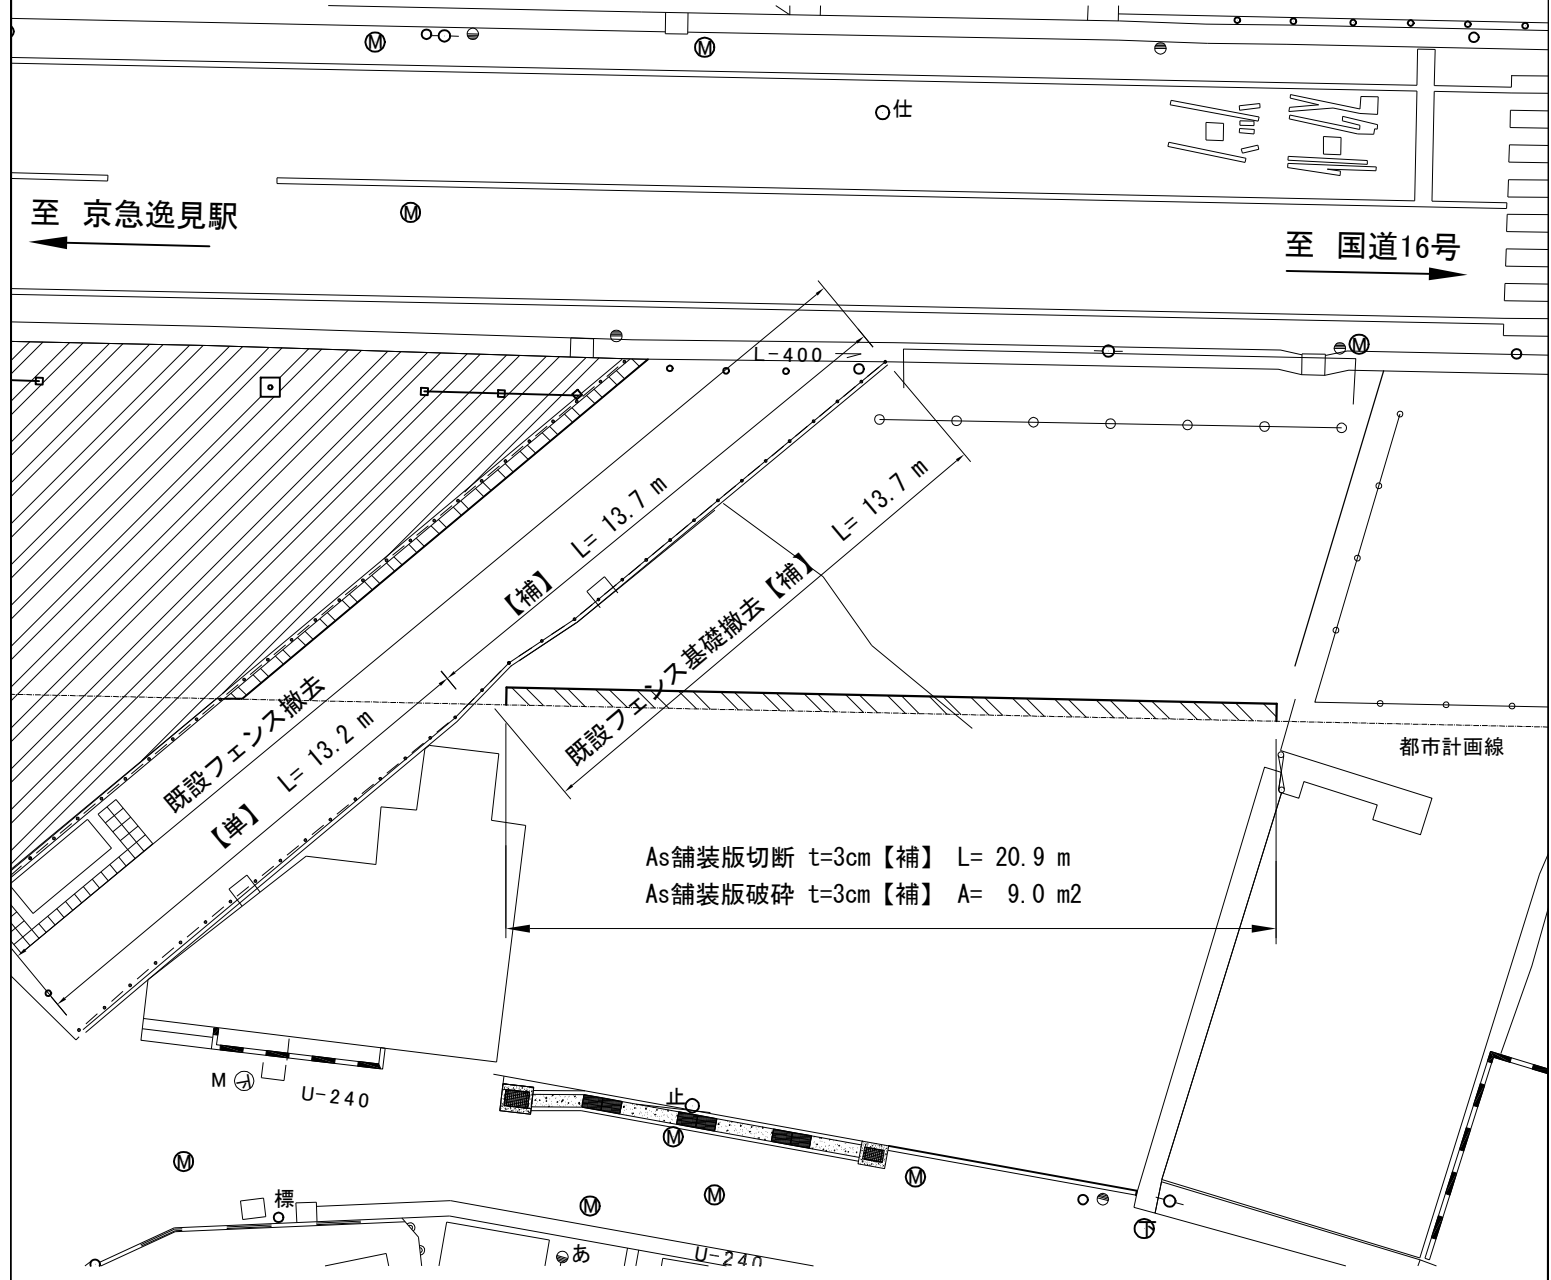 Ⓜ
Ⓜ
仕
至 京急逸見駅
Ⓜ
至 国道16号
L-400
Ⓜ
【補】 L= 13.7 m
既設フェンス基礎撤去【補】 L= 13.7 m
既設フェンス撤去
【単】 L= 13.2 m
都市計画線
As舗装版切断 t=3cm【補】 L= 20.9 m
As舗装版破砕 t=3cm【補】 A= 9.0 m2
M
U-240
止
Ⓜ
Ⓜ
Ⓜ
Ⓜ
Ⓜ
標
下
あ
U-240